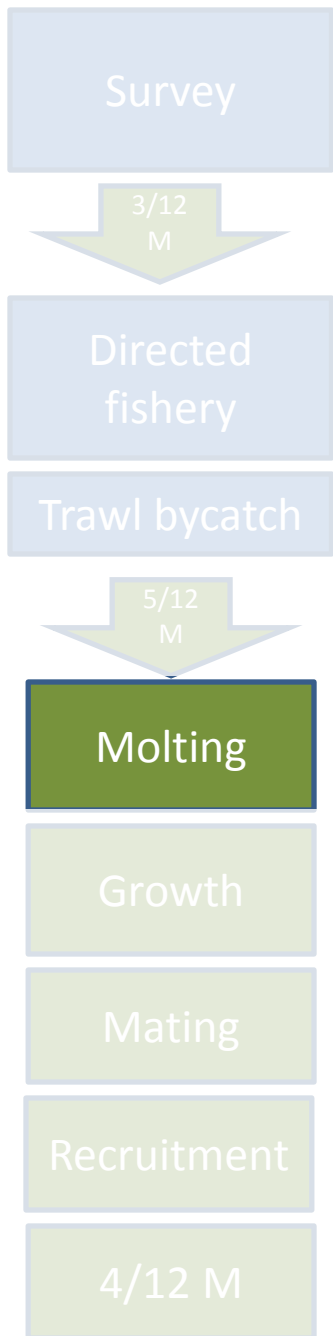 Survey
3/12
M
Directed
fishery
Trawl bycatch
5/12
M
Molting
Growth
Mating
Recruitment
4/12 M